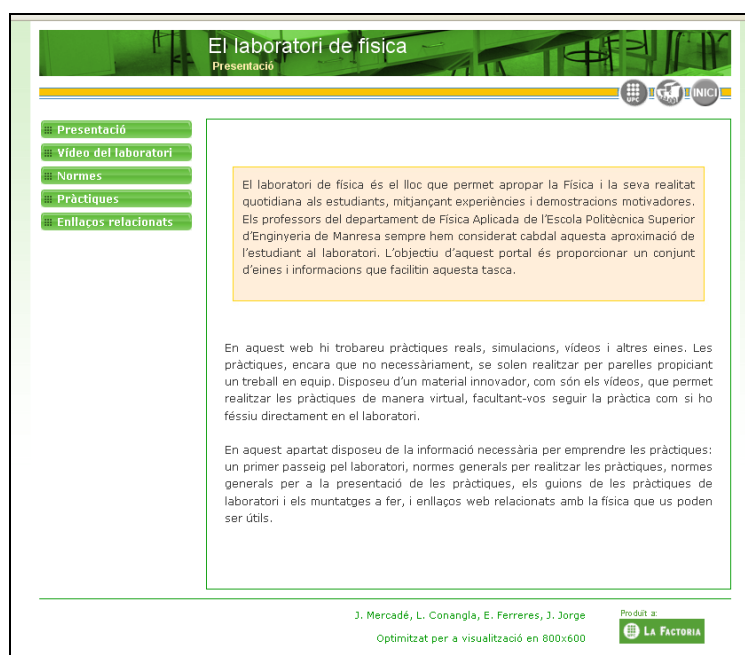 El laboratori de física
Presentació
UPC
INICI
Presentació
Vídeo del laboratori
Normes
Pràctiques
Enllaços relacionats
El laboratori de física és el lloc que permet apropar la Física i la seva realitat
quotidiana als estudiants, mitjançant experiències i demostracions motivadores.
Els professors del departament de Física Aplicada de l'Escola Politècnica Superior
d'Enginyeria de Manresa sempre hem considerat cabdal aquesta aproximació de
l'estudiant al laboratori. L'objectiu d'aquest portal és proporcionar un conjunt
d'eines i informacions que facilitin aquesta tasca.
En aquest web hi trobareu pràctiques reals, simulacions, vídeos i altres eines. Les
pràctiques, encara que no necessàriament, se solen realitzar per parelles propiciant
un treball en equip. Disposeu d'un material innovador, com són els vídeos, que permet
realitzar les pràctiques de manera virtual, facultant-vos seguir la pràctica com si ho
féssiu directament en el laboratori.
En aquest apartat disposeu de la informació necessària per emprendre les pràctiques:
un primer passeig pel laboratori, normes generals per realitzar les pràctiques, normes
generals per a la presentació de les pràctiques, els guions de les pràctiques de
laboratori i els muntatges a fer, i enllaços web relacionats amb la física que us poden
ser útils.
J. Mercadé, L. Conangla, E. Ferreres, J. Jorge
Optimitzat per a visualització en 800x600
Produït a:
LA FACTORIA